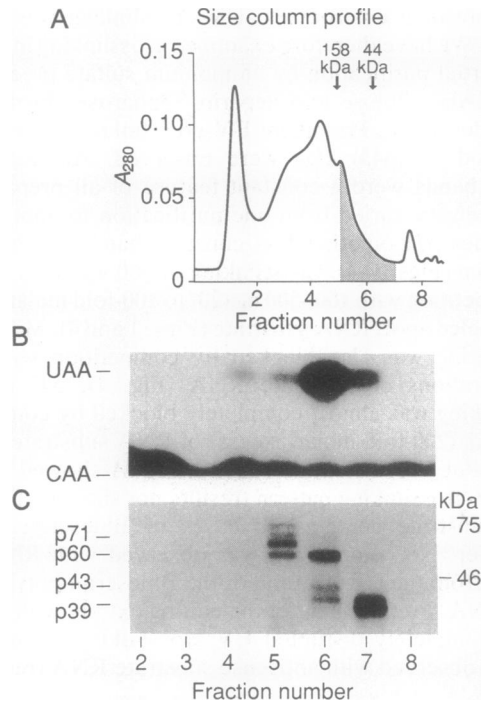 A
Size column profile
158 44
kDa kDa
0.15
0.10
0.05
0
A280
2 4 6 8
Fraction number
B
UAA
CAA
C
kDa
p71
p60
p43
p39
75
46
2 3 4 5 6 7 8
Fraction number